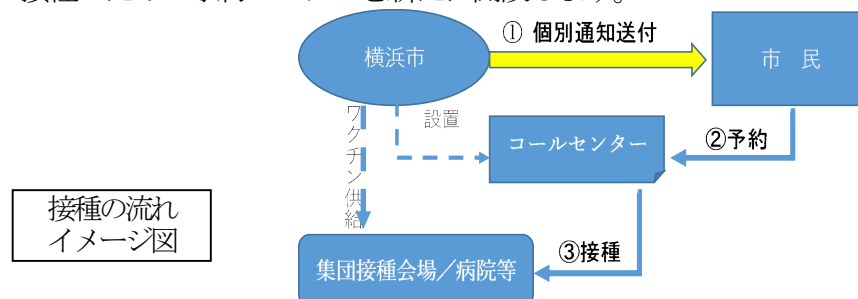 ① 個別通知送付
横浜市
市 民
ワクチン供給
設置
コールセンター
②予約
接種の流れ
イメージ図
③接種
集団接種会場／病院等